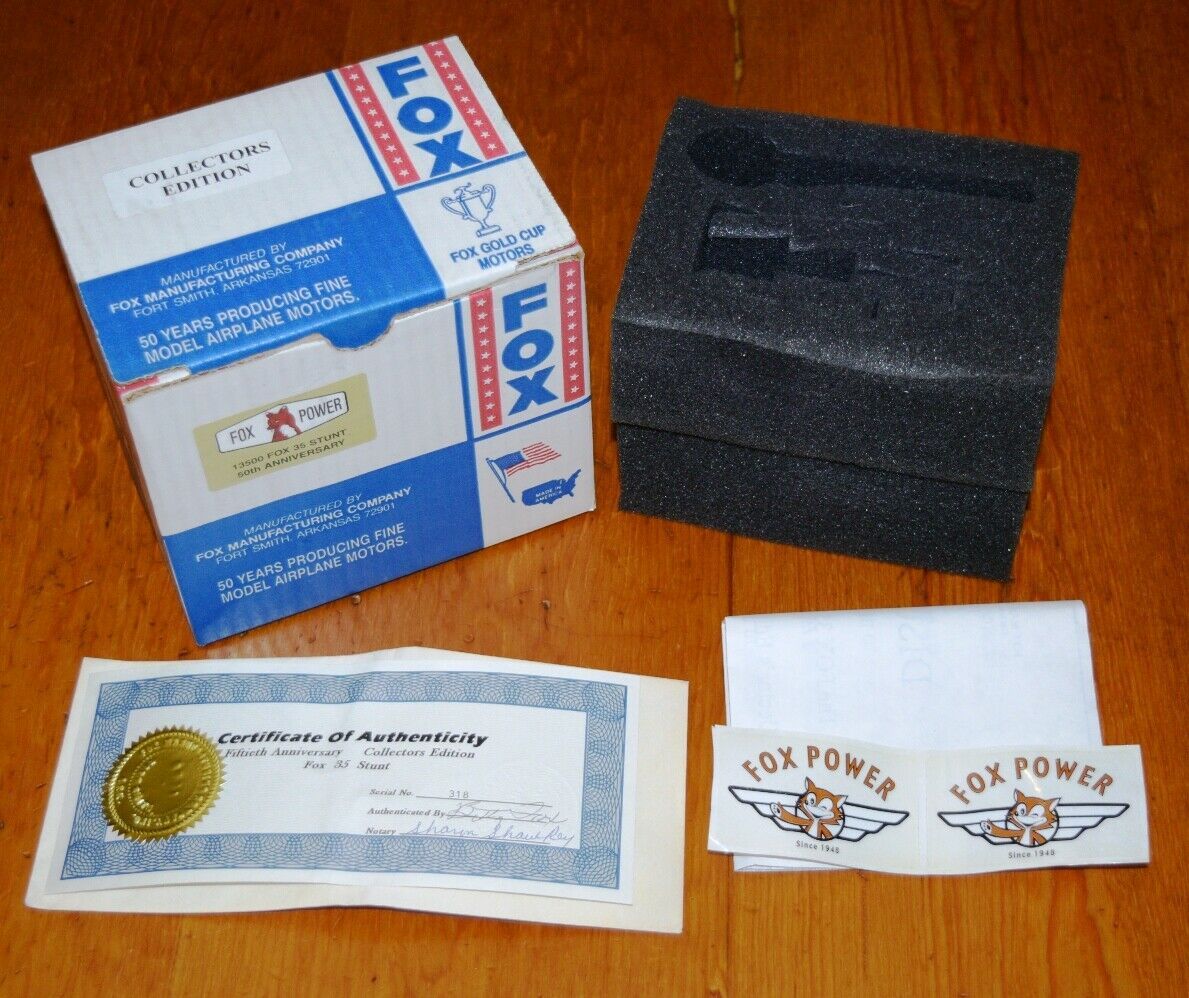 COLLECTORS
EDITION
FOX
MANUFACTURED BY
FOX MANUFACTURING COMPANY
FORT SMITH, ARKANSAS 72901
50 YEARS PRODUCING FINE
MODEL AIRPLANE MOTORS.
FOX GOLD CUP
MOTORS
FOX POWER
13500 FOX 35 STUNT
50th ANNIVERSARY
FOX
MANUFACTURED BY
FOX MANUFACTURING COMPANY
FORT SMITH, ARKANSAS 72901
50 YEARS PRODUCING FINE
MODEL AIRPLANE MOTORS.
MADE IN
AMERICA
Certificate Of Authenticity
Fiftieth Anniversary Collectors Edition
Fox 35 Stunt
Serial No. 318
Authenticated By
Notary Sharon
FOX POWER
Since 1948
FOX POWER
Since 1948